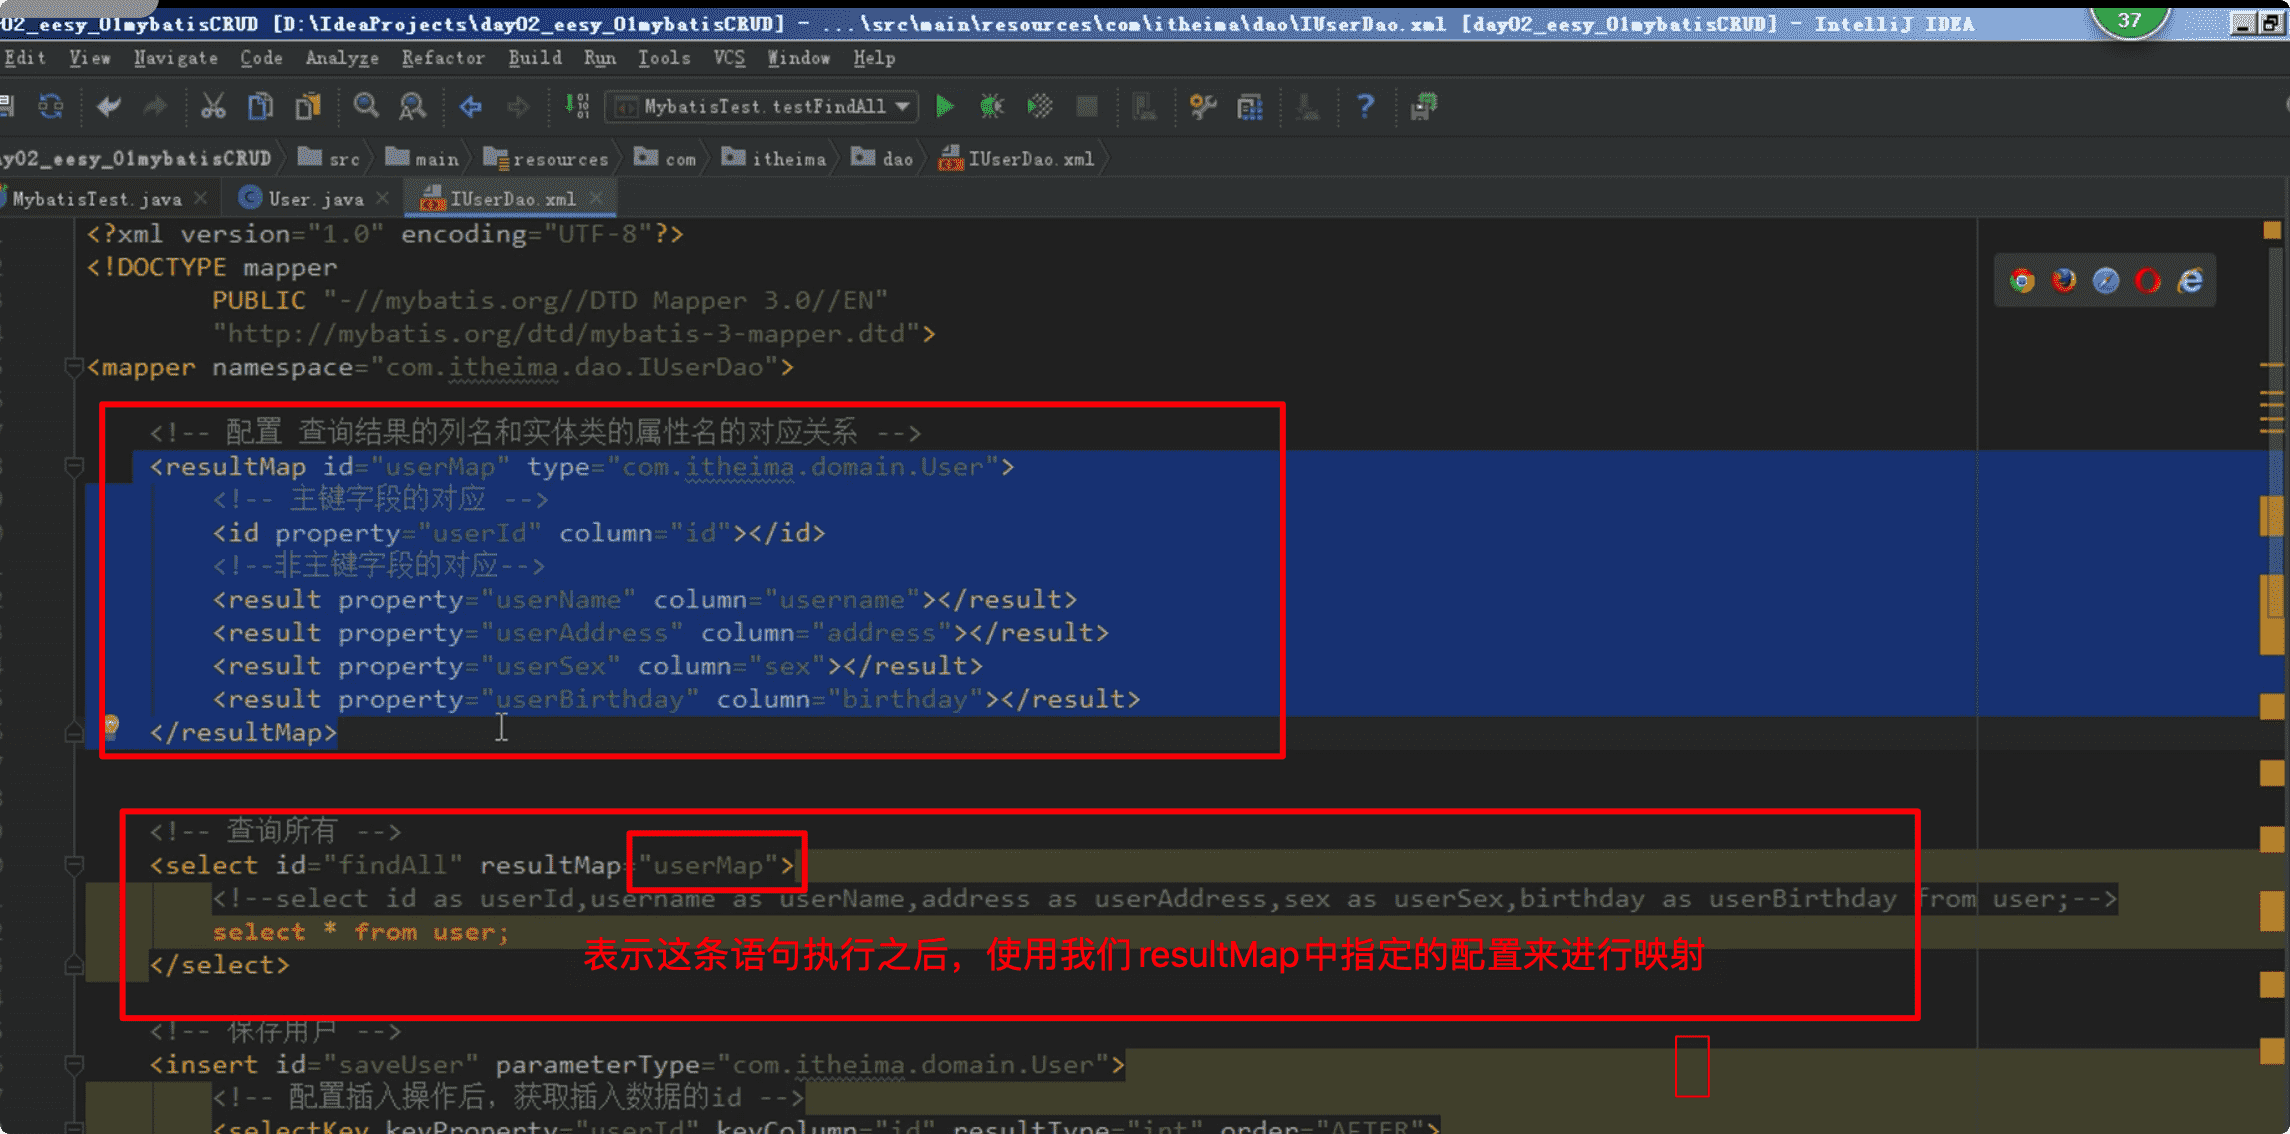 02_eesy_01mybatisCRUD [D:\IdeaProjects\day02_eesy_01mybatisCRUD] - ...\src\main\resources\com\itheima\dao\IUserDao.xml [day02_eesy_01mybatisCRUD] - IntelliJ IDEA
37
Edit View Navigate Code Analyze Refactor Build Run Tools VCS Window Help
MybatisTest.testFindAll
ay02_eesy_01mybatisCRUD src main resources com itheima dao IUserDao.xml
MybatisTest.java User.java IUserDao.xml
<?xml version="1.0" encoding="UTF-8"?>
<!DOCTYPE mapper
PUBLIC "-//mybatis.org//DTD Mapper 3.0//EN"
"http://mybatis.org/dtd/mybatis-3-mapper.dtd">
<mapper namespace="com.itheima.dao.IUserDao">
<!-- 配置 查询结果的列名和实体类的属性名的对应关系 -->
<resultMap id="userMap" type="com.itheima.domain.User">
<!-- 主键字段的对应 -->
<id property="userId" column="id"></id>
<!--非主键字段的对应-->
<result property="userName" column="username"></result>
<result property="userAddress" column="address"></result>
<result property="userSex" column="sex"></result>
<result property="userBirthday" column="birthday"></result>
</resultMap>
<!-- 查询所有 -->
<select id="findAll" resultMap="userMap">
<!--select id as userId,username as userName,address as userAddress,sex as userSex,birthday as userBirthday from user;-->
select * from user;
表示这条语句执行之后，使用我们resultMap中指定的配置来进行映射
</select>
<!-- 保存用户 -->
<insert id="saveUser" parameterType="com.itheima.domain.User">
<!-- 配置插入操作后，获取插入数据的id -->
<selectKey keyProperty="userId" keyColumn="id" resultType="int" order="AFTER">